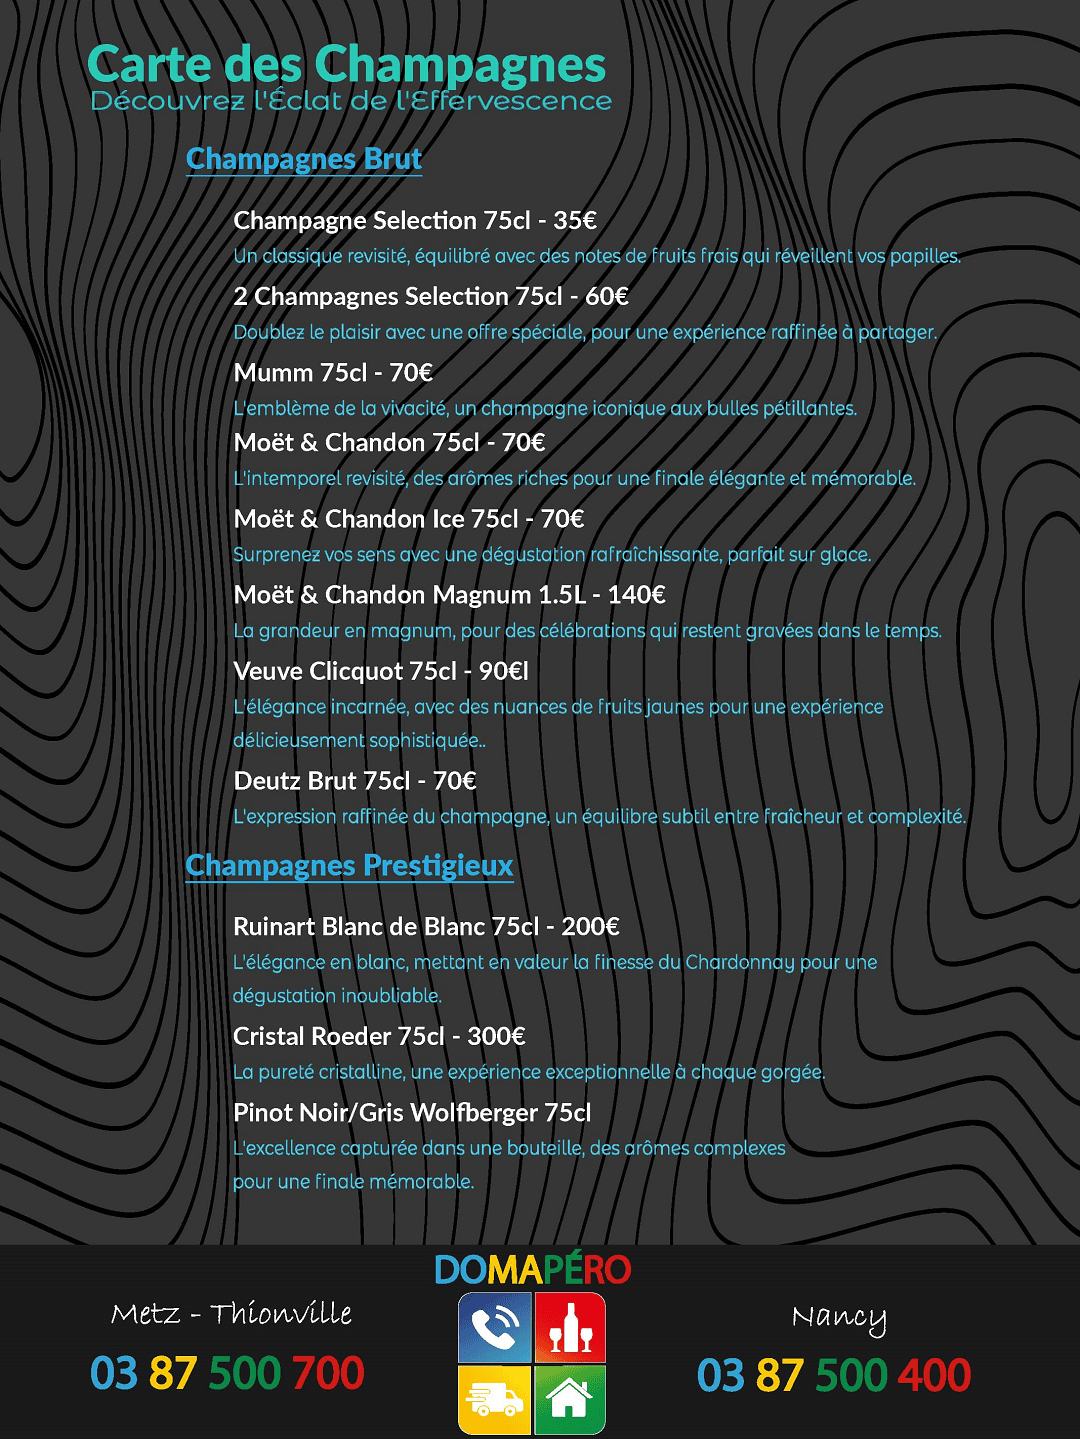 Carte des Champagnes
Découvrez l'Éclat de l'Effervescence
Champagnes Brut
Champagne Selection 75cl - 35€
Un classique revisité, équilibré avec des notes de fruits frais qui réveillent vos papilles.
2 Champagnes Selection 75cl - 60€
Doublez le plaisir avec une offre spéciale, pour une expérience raffinée à partager.
Mumm 75cl - 70€
L'emblème de la vivacité, un champagne iconique aux bulles pétillantes.
Moët & Chandon 75cl - 70€
L'intemporel revisité, des arômes riches pour une finale élégante et mémorable.
Moët & Chandon Ice 75cl - 70€
Surprenez vos sens avec une dégustation rafraîchissante, parfait sur glace.
Moët & Chandon Magnum 1.5L - 140€
La grandeur en magnum, pour des célébrations qui restent gravées dans le temps.
Veuve Clicquot 75cl - 90€l
L'élégance incarnée, avec des nuances de fruits jaunes pour une expérience
délicieusement sophistiquée..
Deutz Brut 75cl - 70€
L'expression raffinée du champagne, un équilibre subtil entre fraîcheur et complexité.
Champagnes Prestigieux
Ruinart Blanc de Blanc 75cl - 200€
L'élégance en blanc, mettant en valeur la finesse du Chardonnay pour une
dégustation inoubliable.
Cristal Roeder 75cl - 300€
La pureté cristalline, une expérience exceptionnelle à chaque gorgée.
Pinot Noir/Gris Wolfberger 75cl
L'excellence capturée dans une bouteille, des arômes complexes
pour une finale mémorable.
DOMAPÉRO
Metz - Thionville
03 87 500 700
Nancy
03 87 500 400